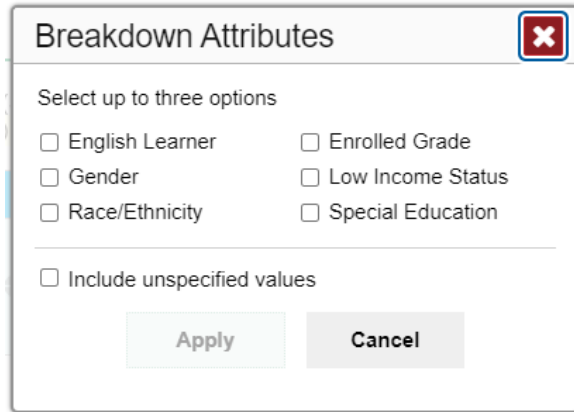 Breakdown Attributes
Select up to three options
English Learner
Enrolled Grade
Gender
Low Income Status
Race/Ethnicity
Special Education
Include unspecified values
Apply
Cancel